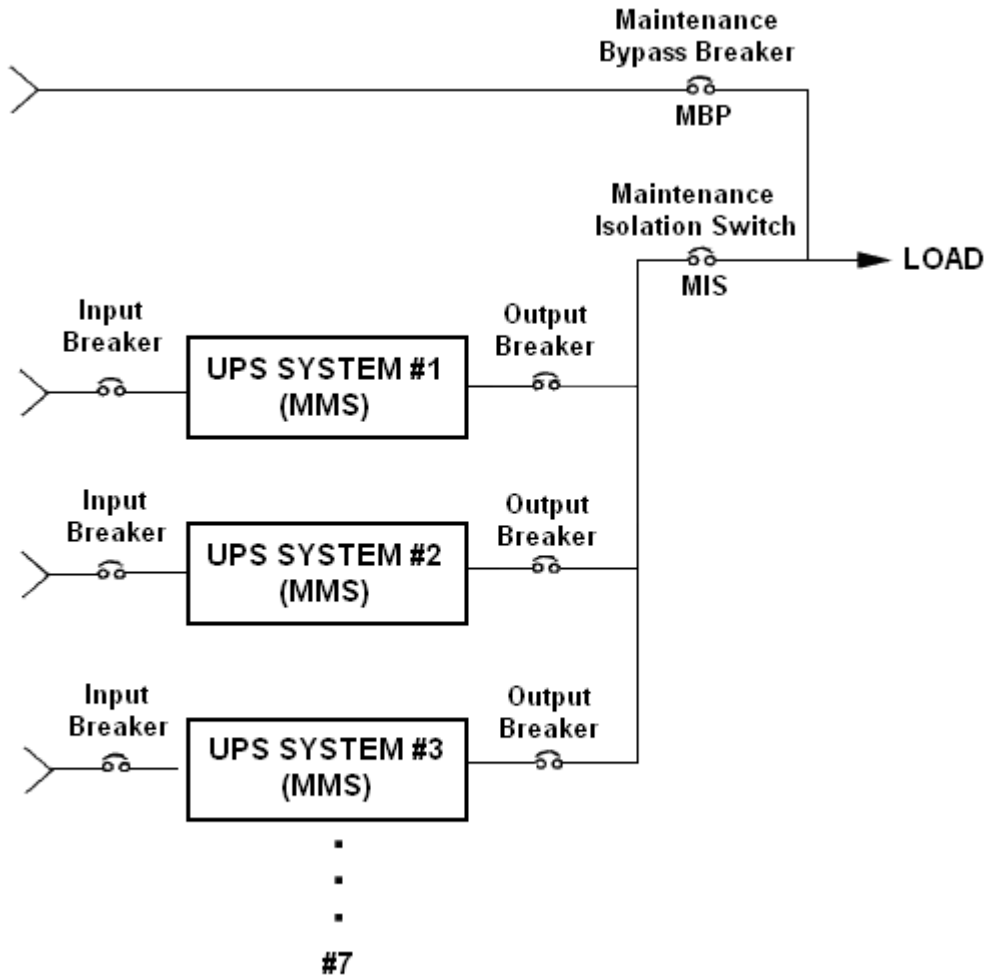 Maintenance
Bypass Breaker
MBP
Maintenance
Isolation Switch
MIS
LOAD
Input
Breaker
UPS SYSTEM #1
(MMS)
Output
Breaker
Input
Breaker
UPS SYSTEM #2
(MMS)
Output
Breaker
Input
Breaker
UPS SYSTEM #3
(MMS)
Output
Breaker
#7